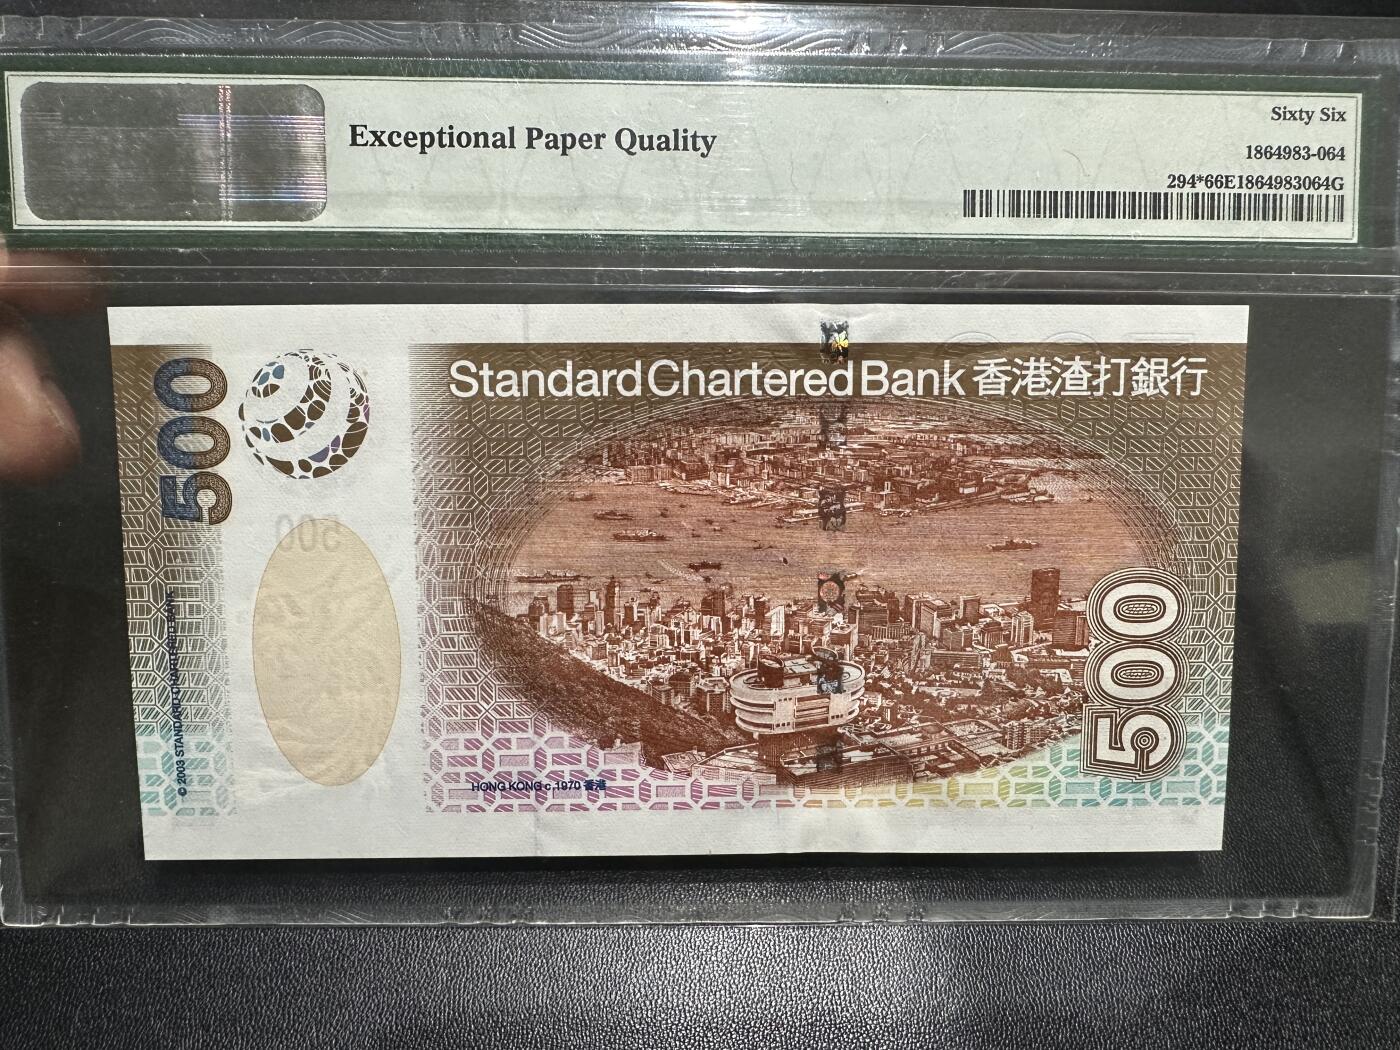 Exceptional Paper Quality
Sixty Six
1864983-064
294*66E1864983064G
Standard Chartered Bank 香港渣打銀行
500
500
© 2003 STANDARD CHARTERED BANK
HONG KONG c.1970 香港
500